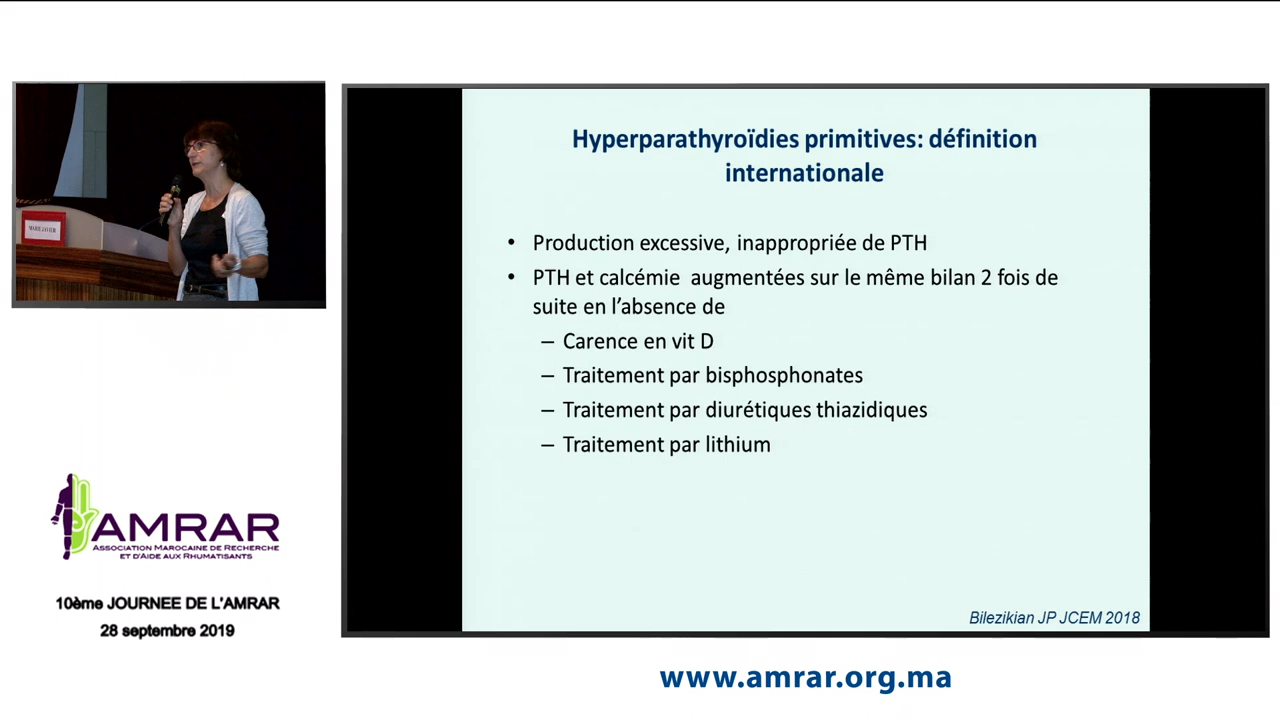 MARIE JAVIER
AMRAR
ASSOCIATION MAROCAINE DE RECHERCHE
ET D'AIDE AUX RHUMATISANTS
10ème JOURNEE DE L'AMRAR
28 septembre 2019
Hyperparathyroïdies primitives: définition
internationale
• Production excessive, inappropriée de PTH
• PTH et calcémie augmentées sur le même bilan 2 fois de
suite en l'absence de
– Carence en vit D
– Traitement par bisphosphonates
– Traitement par diurétiques thiazidiques
– Traitement par lithium
Bilezikian JP JCEM 2018
www.amrar.org.ma